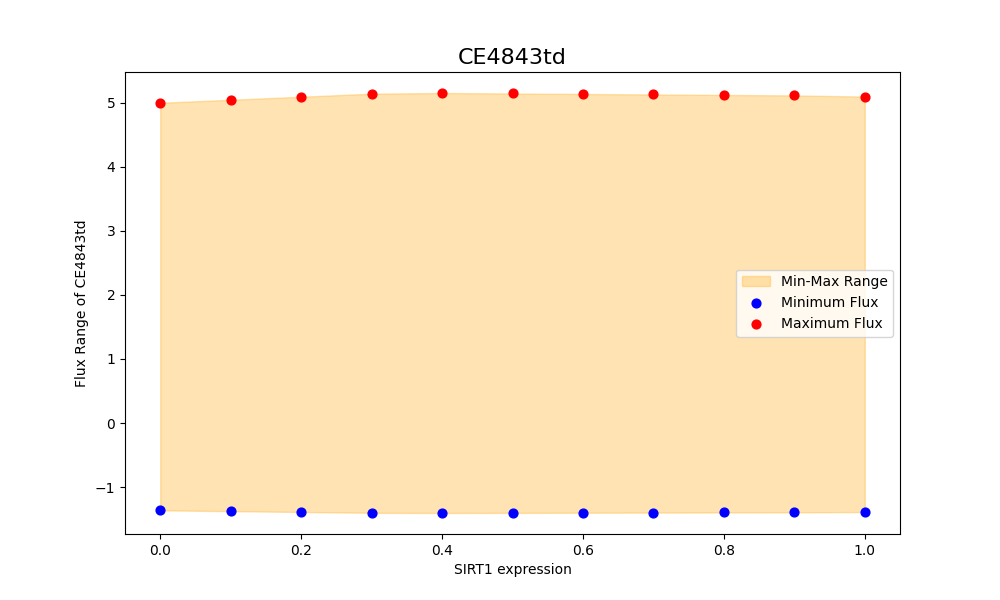 CE4843td
Flux Range of CE4843td
5
4
3
2
1
0
−1
Min-Max Range
Minimum Flux
Maximum Flux
0.0 0.2 0.4 0.6 0.8 1.0
SIRT1 expression